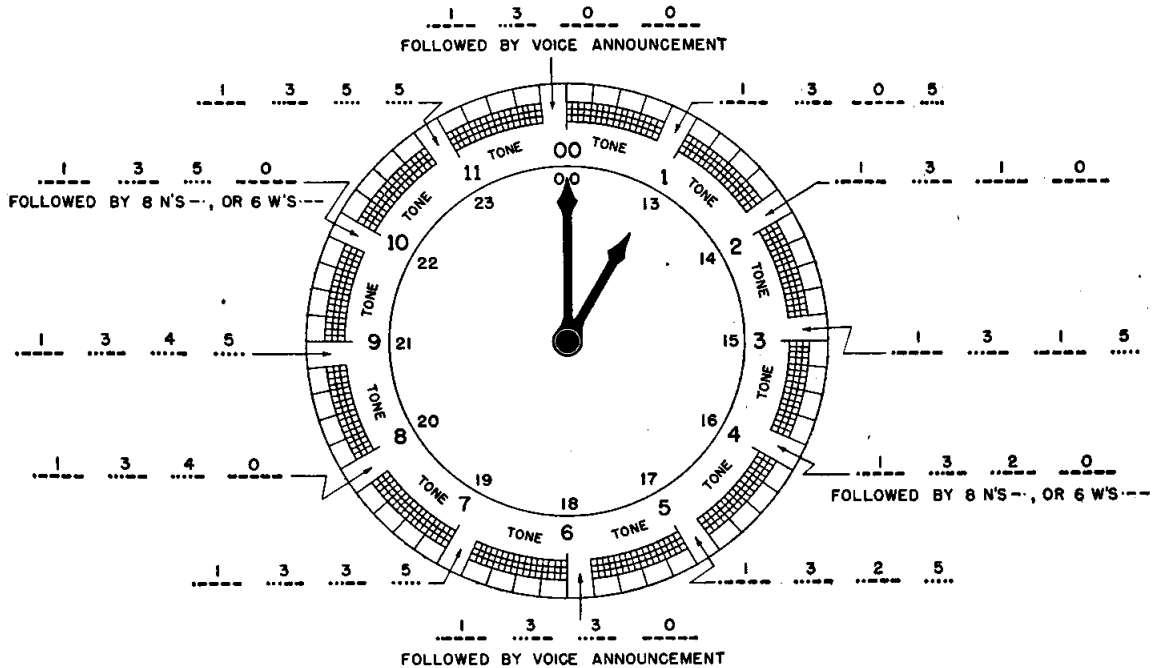 1 3 0 0
FOLLOWED BY VOICE ANNOUNCEMENT
1 3 0 5
1 3 1 0
1 3 1 5
1 3 2 0
FOLLOWED BY 8 N'S —·, OR 6 W'S ·——
1 3 2 5
1 3 3 0
FOLLOWED BY VOICE ANNOUNCEMENT
1 3 3 5
1 3 4 0
1 3 4 5
1 3 5 0
FOLLOWED BY 8 N'S —·, OR 6 W'S ·——
1 3 5 5
00
TONE
1
TONE
2
TONE
3
TONE
4
TONE
5
TONE
6
TONE
7
TONE
8
TONE
9
TONE
10
TONE
11
TONE
00
13
14
15
16
17
18
19
20
21
22
23